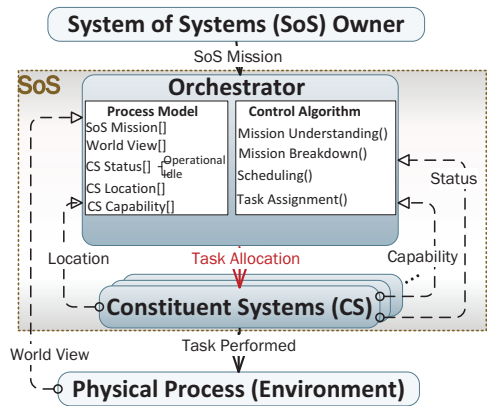 System of Systems (SoS) Owner
SoS Mission
SoS
Orchestrator
Process Model
SoS Mission[]
World View[]
CS Status[]
Operational
Idle
CS Location[]
CS Capability[]
Control Algorithm
Mission Understanding()
Mission Breakdown()
Scheduling()
Task Assignment()
Status
Location
Task Allocation
Capability
...
Constituent Systems (CS)
Task Performed
World View
Physical Process (Environment)